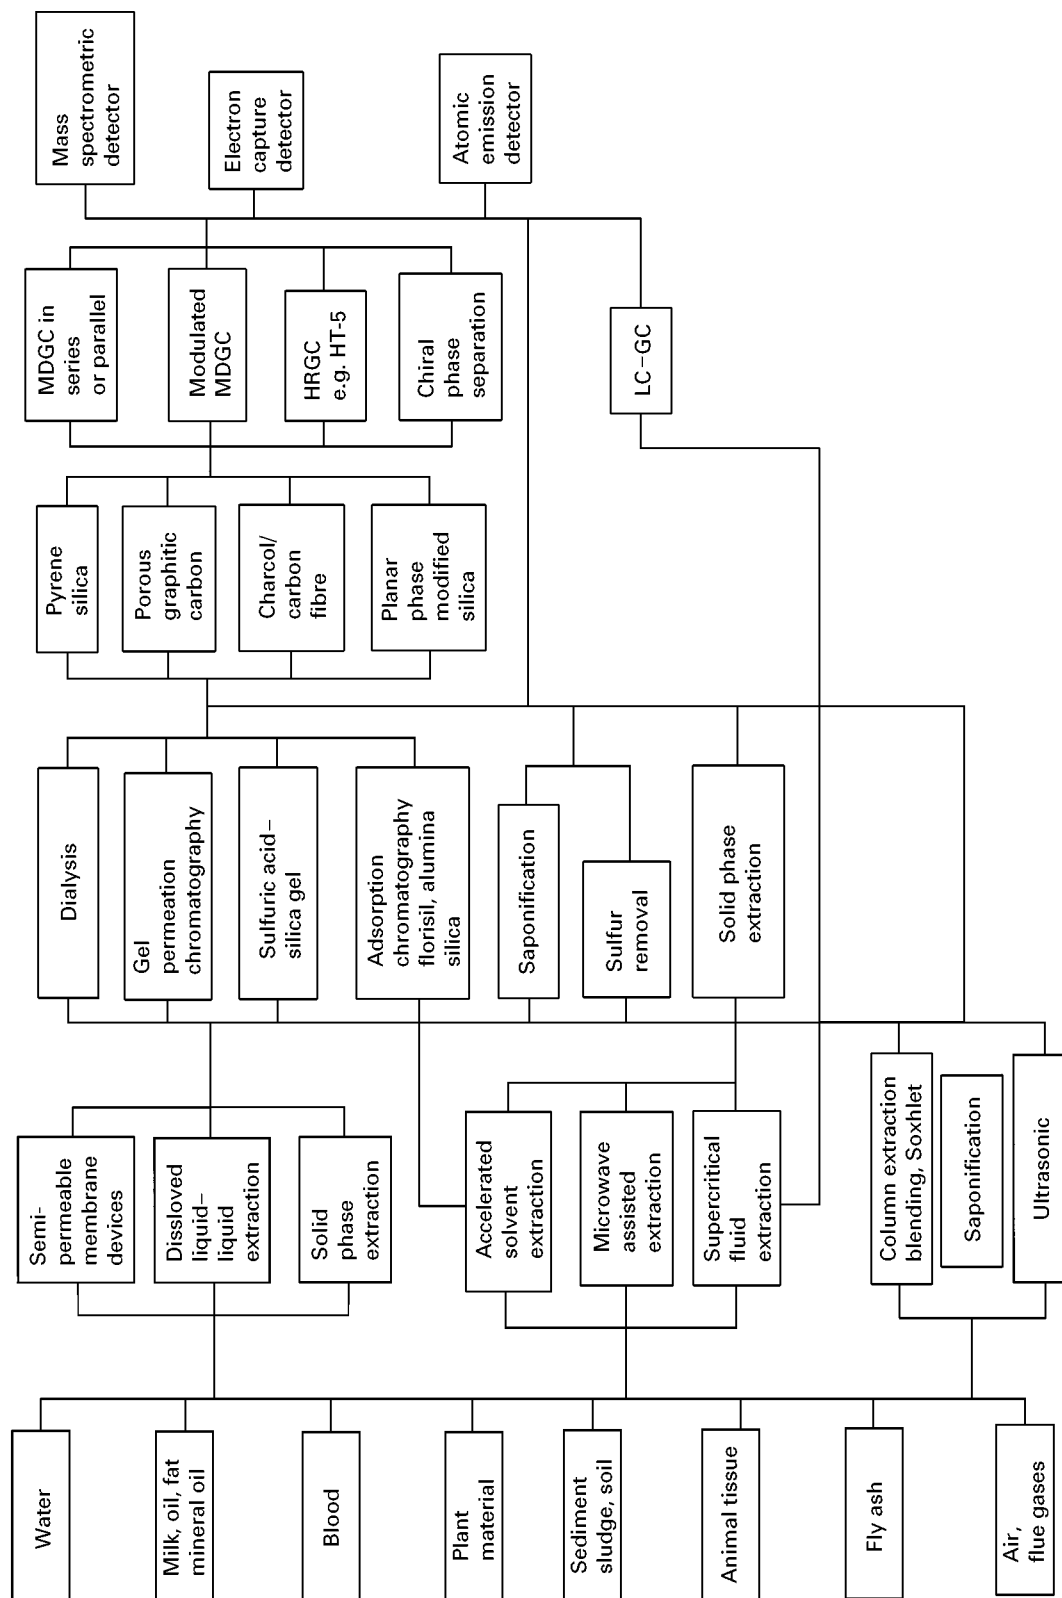 Mass
spectrometric
detector
Electron
capture
detector
Atomic
emission
detector
MDGC in
series
or parallel
Modulated
MDGC
HRGC
e.g. HT-5
Chiral
phase
separation
LC–GC
Pyrene
silica
Porous
graphitic
carbon
Charcol/
carbon
fibre
Planar
phase
modified
silica
Dialysis
Gel
permeation
chromatography
Sulfuric acid–
silica gel
Adsorption
chromatography
florisil, alumina
silica
Saponification
Sulfur
removal
Solid phase
extraction
Semi-
permeable
membrane
devices
Dissloved
liquid–
liquid
extraction
Solid
phase
extraction
Accelerated
solvent
extraction
Microwave
assisted
extraction
Supercritical
fluid
extraction
Column extraction
blending, Soxhlet
Saponification
Ultrasonic
Water
Milk, oil, fat
mineral oil
Blood
Plant
material
Sediment
sludge, soil
Animal tissue
Fly ash
Air,
flue gases